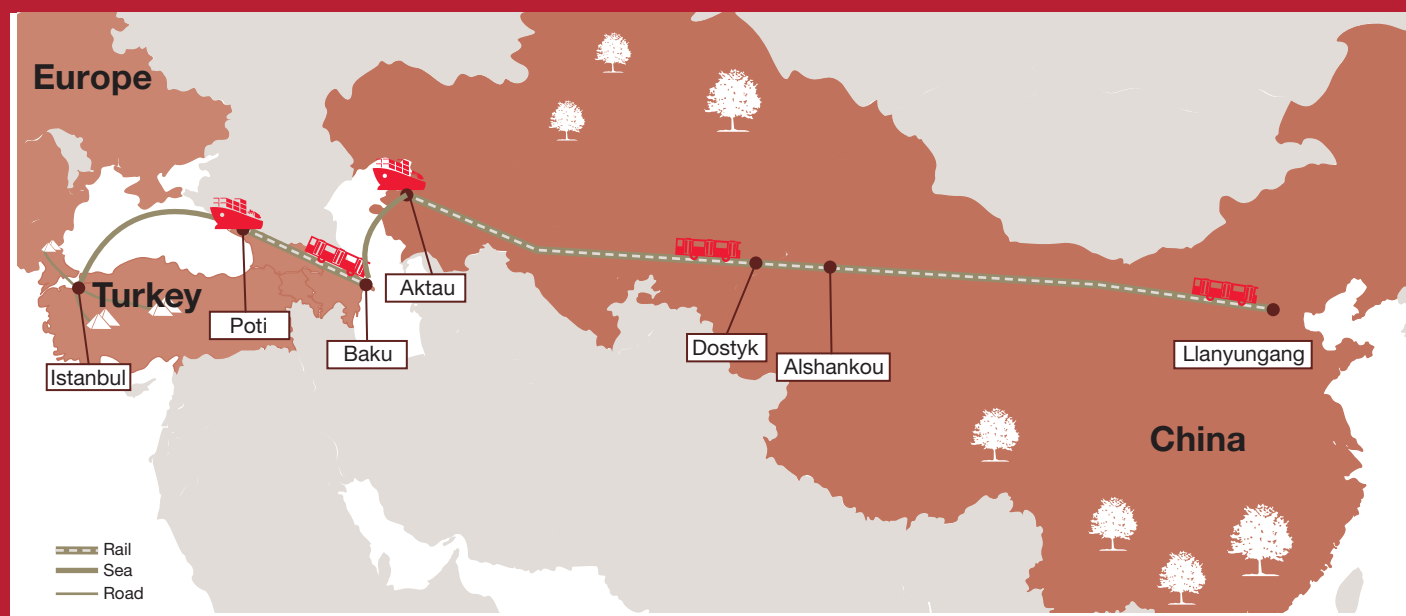 Europe
Turkey
Istanbul
Poti
Baku
Aktau
Dostyk
Alshankou
Llanyungang
China
Rail
Sea
Road